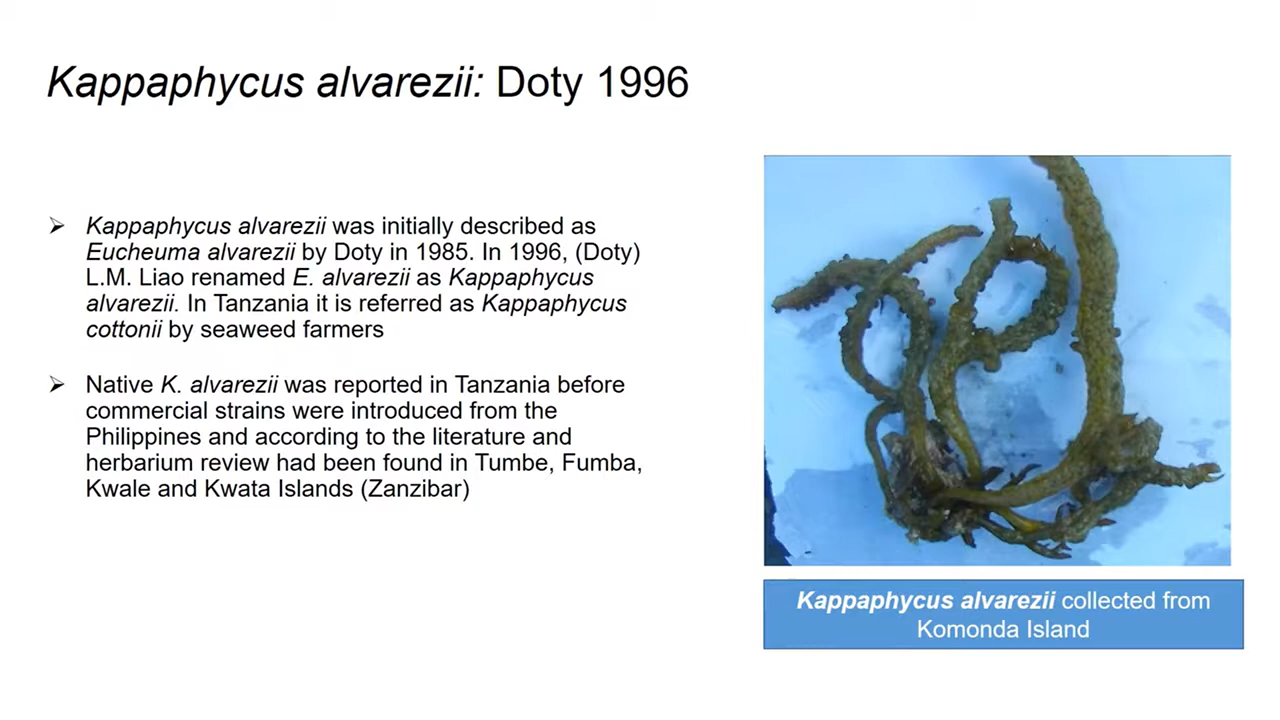 Kappaphycus alvarezii: Doty 1996
Kappaphycus alvarezii was initially described as
Eucheuma alvarezii by Doty in 1985. In 1996, (Doty)
L.M. Liao renamed E. alvarezii as Kappaphycus
alvarezii. In Tanzania it is referred as Kappaphycus
cottonii by seaweed farmers
Native K. alvarezii was reported in Tanzania before
commercial strains were introduced from the
Philippines and according to the literature and
herbarium review had been found in Tumbe, Fumba,
Kwale and Kwata Islands (Zanzibar)
Kappaphycus alvarezii collected from
Komonda Island